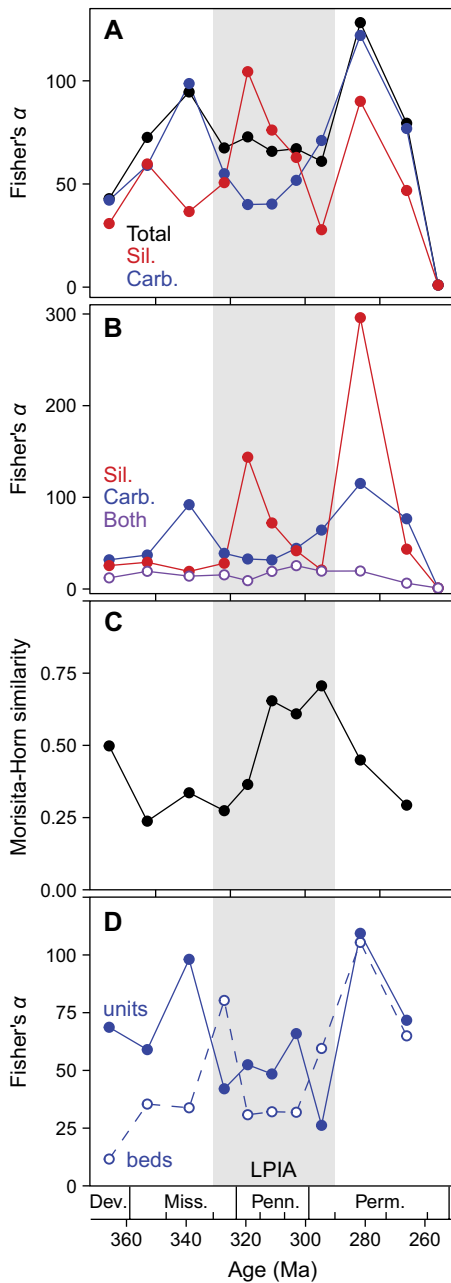 A
100
50
0
Fisher's α
Total
Sil.
Carb.
B
300
200
100
0
Fisher's α
Sil.
Carb.
Both
C
0.75
0.50
0.25
0.00
Morisita-Horn similarity
D
100
75
50
25
0
Fisher's α
units
beds
LPIA
Dev. Miss. Penn. Perm.
360 340 320 300 280 260
Age (Ma)